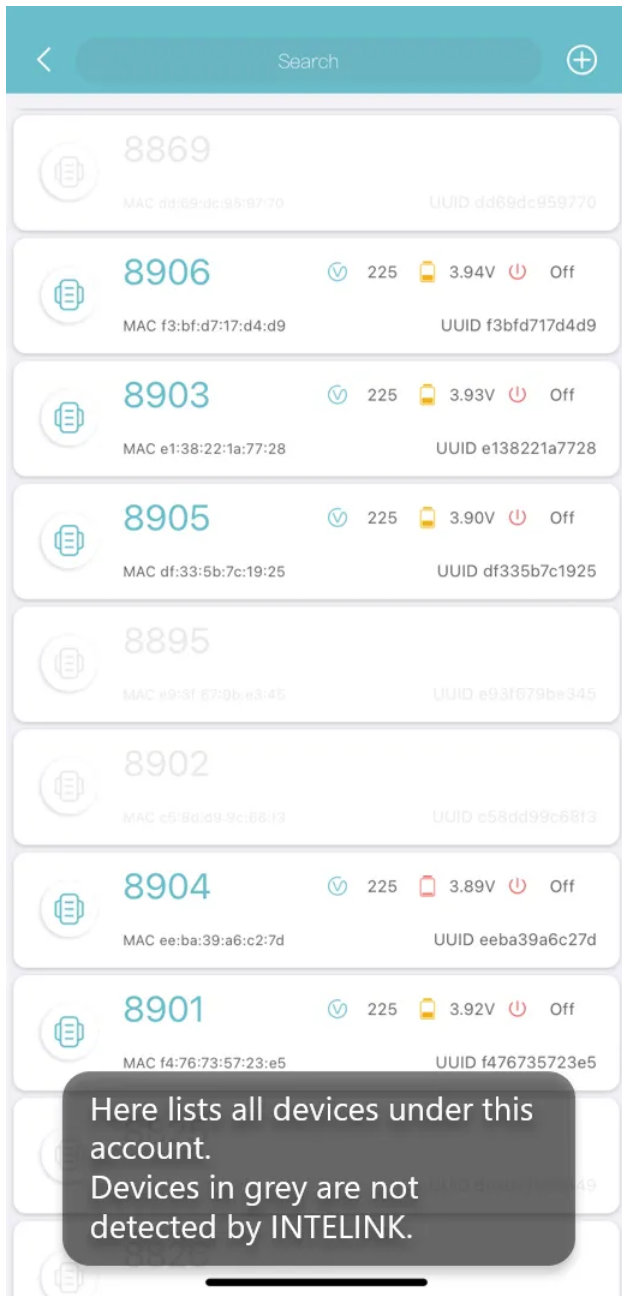 Search
8869
MAC dd:69:dc:95:97:70 UUID dd69dc959770
8906 225 3.94V Off
MAC f3:bf:d7:17:d4:d9 UUID f3bfd717d4d9
8903 225 3.93V Off
MAC e1:38:22:1a:77:28 UUID e138221a7728
8905 225 3.90V Off
MAC df:33:5b:7c:19:25 UUID df335b7c1925
8895
MAC e9:3f:67:9b:e3:45 UUID e93f679be345
8902
MAC c5:8d:d9:9c:68:f3 UUID c58dd99c68f3
8904 225 3.89V Off
MAC ee:ba:39:a6:c2:7d UUID eeba39a6c27d
8901 225 3.92V Off
MAC f4:76:73:57:23:e5 UUID f476735723e5
Here lists all devices under this
account.
Devices in grey are not
detected by INTELINK.